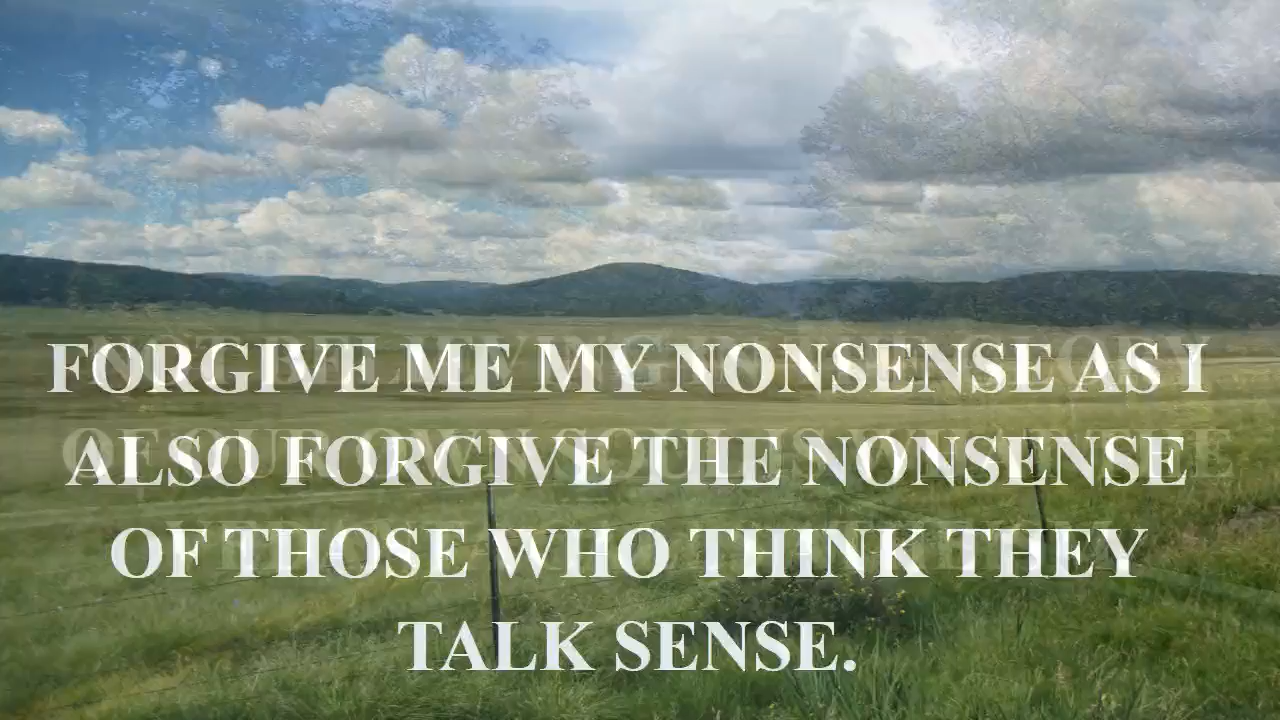 FORGIVE ME MY NONSENSE AS I
ALSO FORGIVE THE NONSENSE
OF THOSE WHO THINK THEY
TALK SENSE.